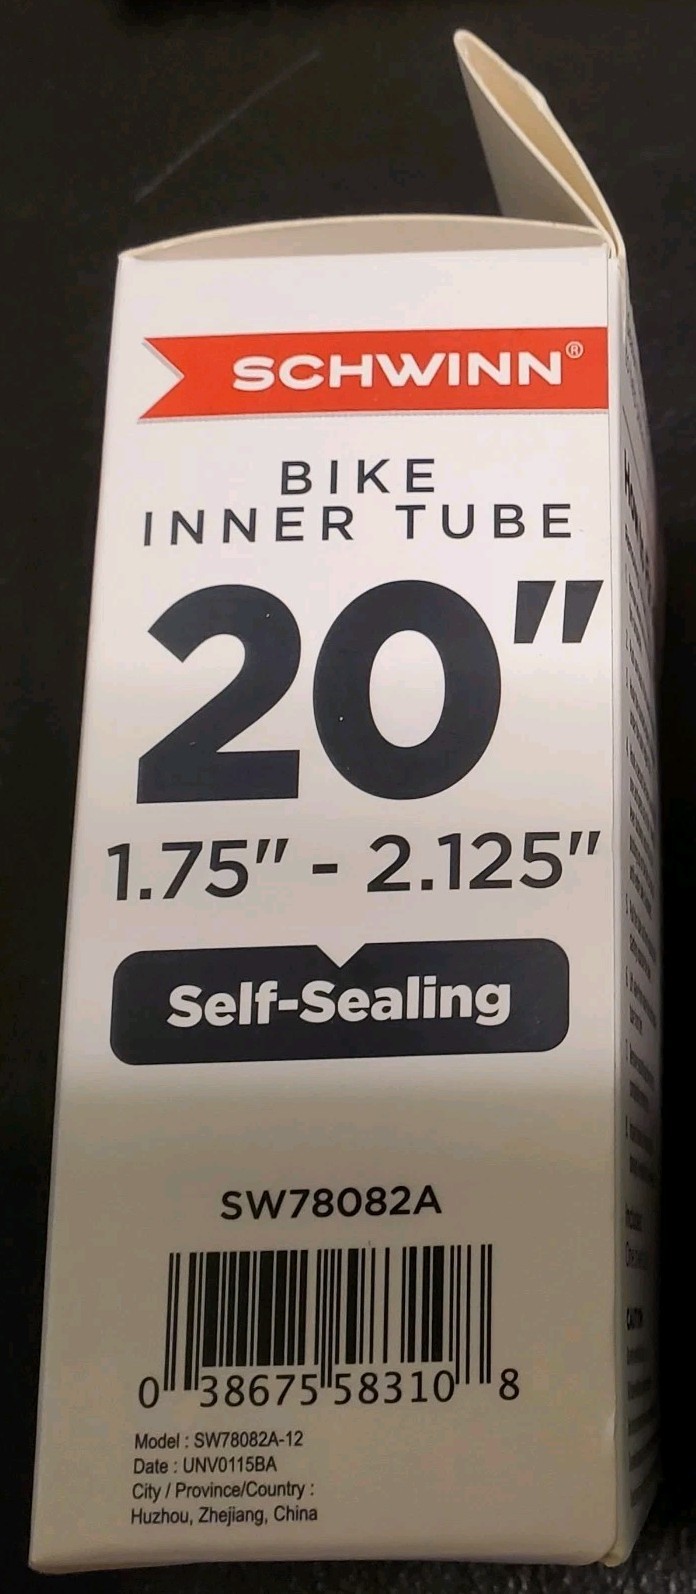 SCHWINN®
BIKE
INNER TUBE
20"
1.75" - 2.125"
Self-Sealing
SW78082A
0 38675 58310 8
Model : SW78082A-12
Date : UNV0115BA
City / Province/Country :
Huzhou, Zhejiang, China